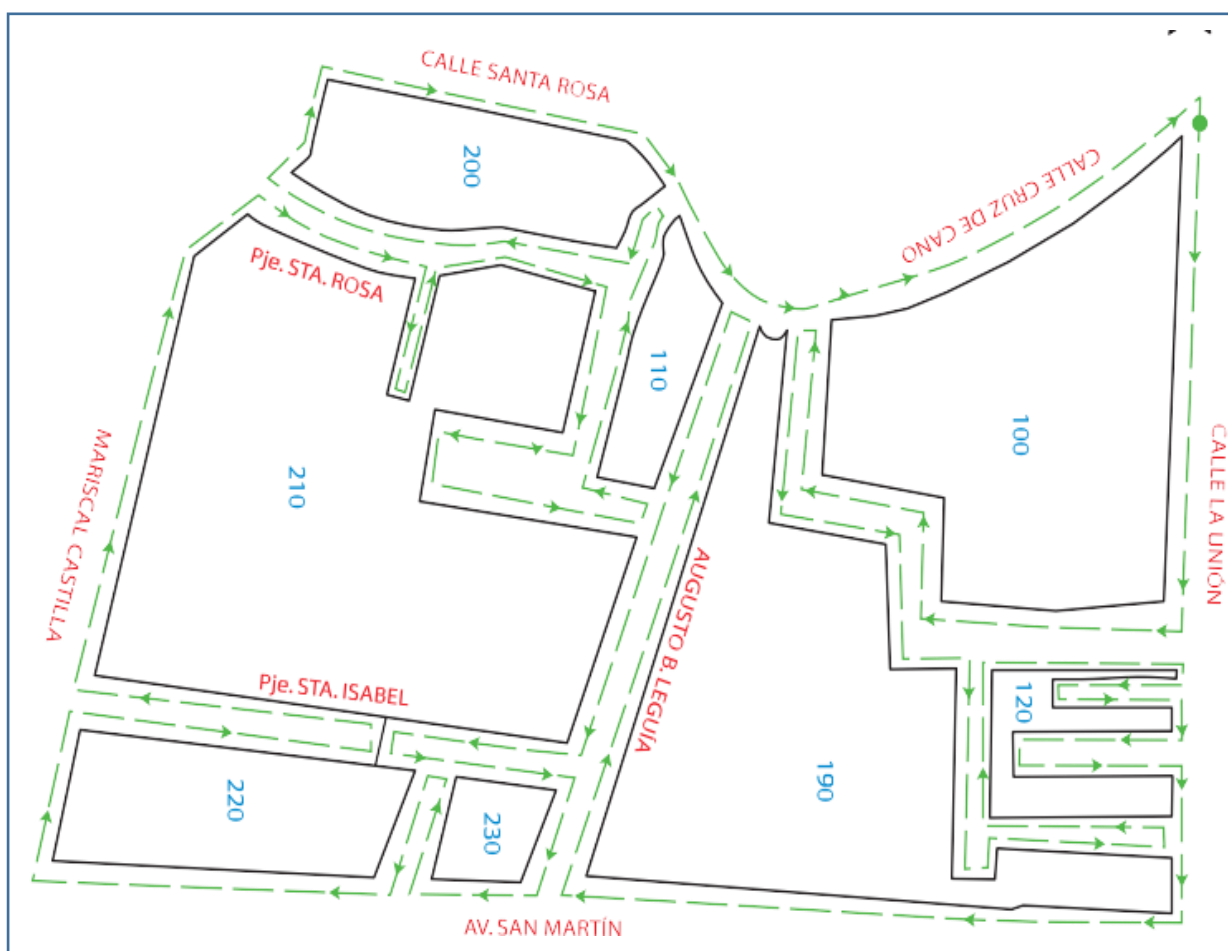 CALLE SANTA ROSA
CALLE CRUZ DE CANO
200
Pje. STA. ROSA
110
100
MARISCAL CASTILLA
210
CALLE LA UNIÓN
AUGUSTO B. LEGUÍA
Pje. STA. ISABEL
120
220
230
190
AV. SAN MARTÍN